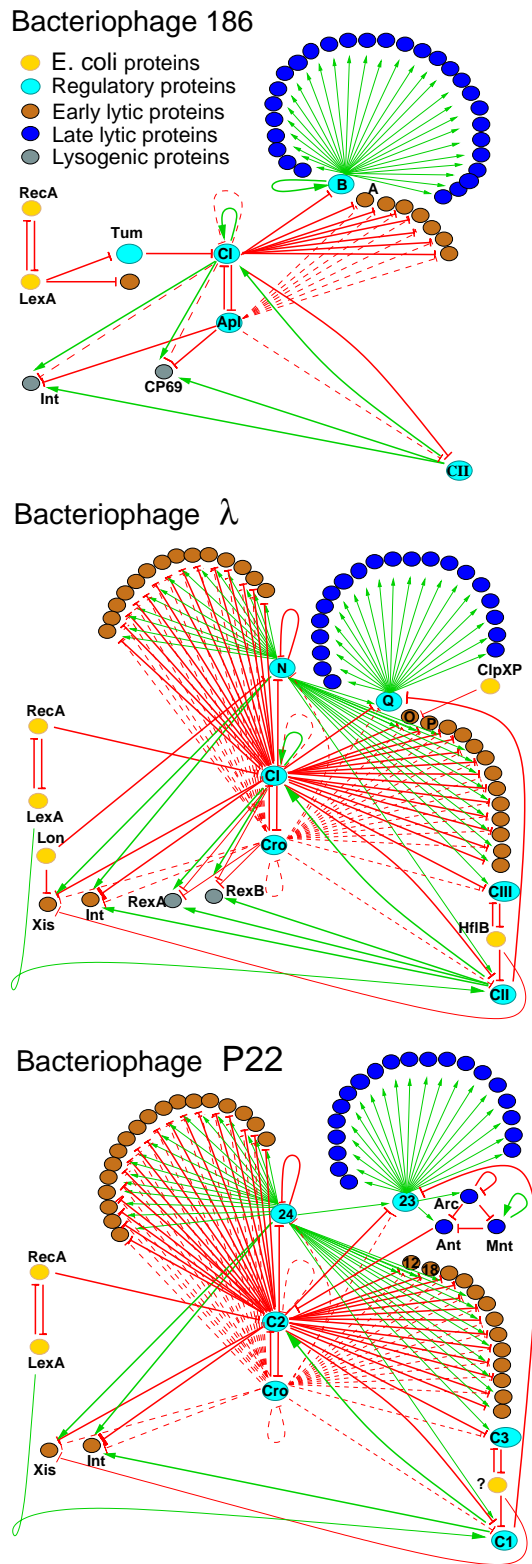 Bacteriophage 186
E. coli proteins
Regulatory proteins
Early lytic proteins
Late lytic proteins
Lysogenic proteins
B
A
RecA
Tum
CI
LexA
Apl
Int
CP69
CII
Bacteriophage λ
N
ClpXP
Q
O
P
RecA
CI
LexA
Cro
Lon
CIII
RexB
RexA
Int
Xis
HflB
CII
Bacteriophage P22
23
Arc
24
Ant
Mnt
12
18
RecA
C2
LexA
Cro
C3
Int
Xis
?
C1